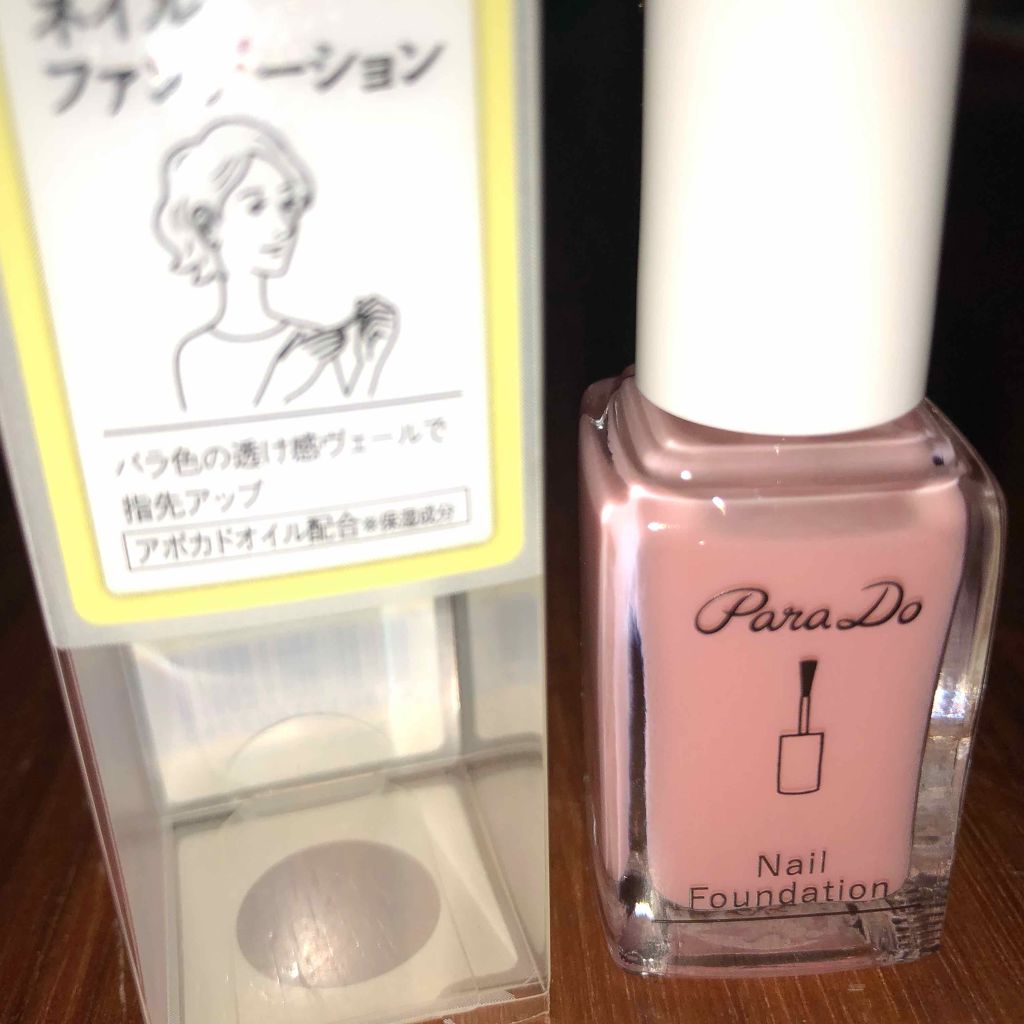 ネイル
ファンデーション
バラ色の透け感ヴェールで
指先アップ
アボカドオイル配合※保湿成分
ParaDo
Nail
Foundation